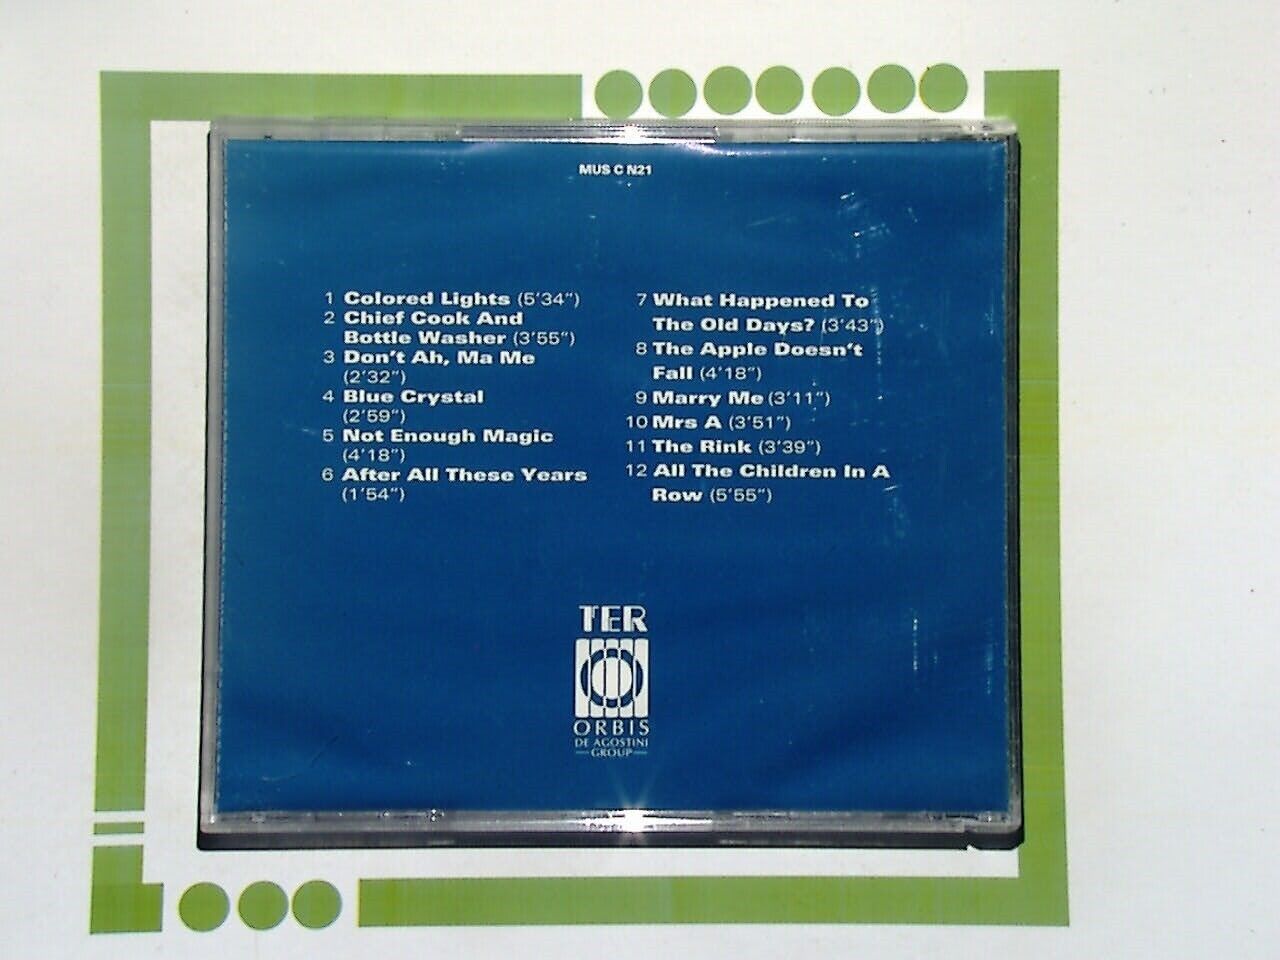 MUS C N21
1 Colored Lights (5'34")
2 Chief Cook And
Bottle Washer (3'55")
3 Don't Ah, Ma Me
(2'32")
4 Blue Crystal
(2'59")
5 Not Enough Magic
(4'18")
6 After All These Years
(1'54")
7 What Happened To
The Old Days? (3'43")
8 The Apple Doesn't
Fall (4'18")
9 Marry Me (3'11")
10 Mrs A (3'51")
11 The Rink (3'39")
12 All The Children In A
Row (5'55")
TER
ORBIS
DE AGOSTINI
GROUP